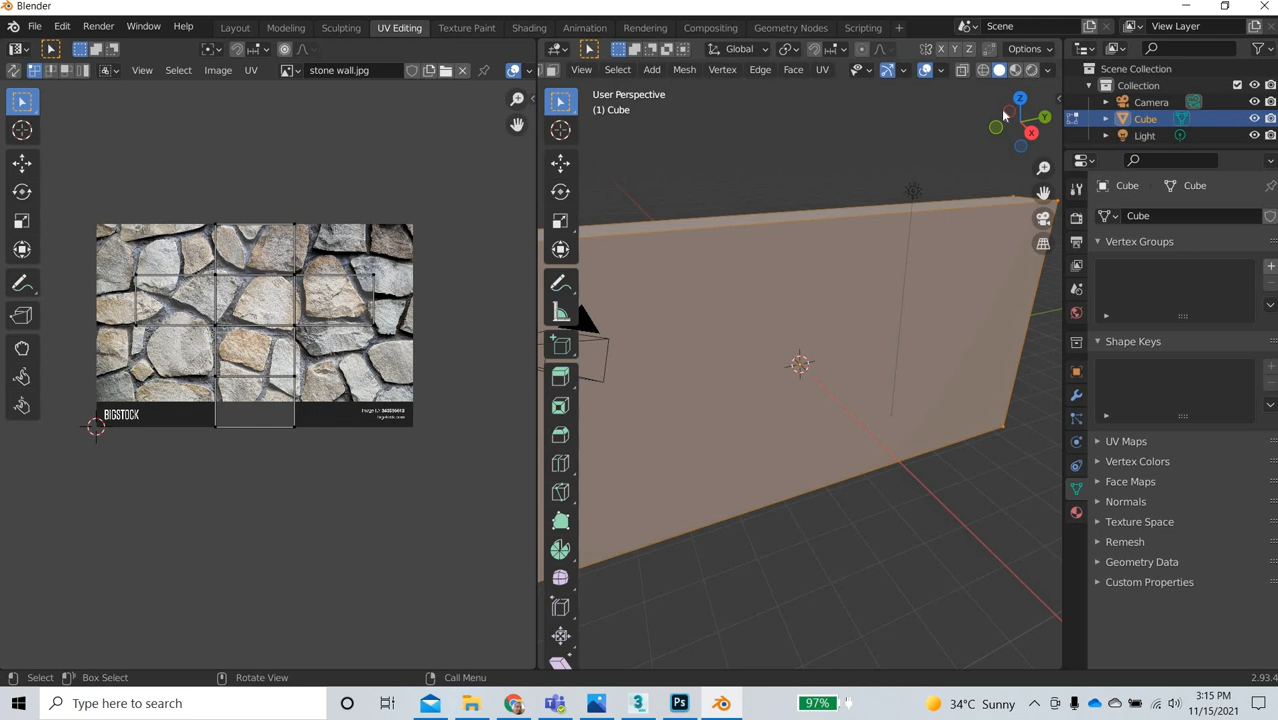 Blender
File Edit Render Window Help Layout Modeling Sculpting UV Editing Texture Paint Shading Animation Rendering Compositing Geometry Nodes Scripting + Scene View Layer
Global Options
View Select Image UV stone wall.jpg View Select Add Mesh Vertex Edge Face UV
X Y Z
User Perspective
(1) Cube
Z
Y
X
Scene Collection
Collection
Camera
Cube
Light
Cube Cube
Cube
Vertex Groups
Shape Keys
UV Maps
Vertex Colors
Face Maps
Normals
Texture Space
Remesh
Geometry Data
Custom Properties
BIGSTOCK
Select Box Select Rotate View Call Menu 2.93.4
Type here to search 3 Ps 97% 34°C Sunny 3:15 PM
11/15/2021